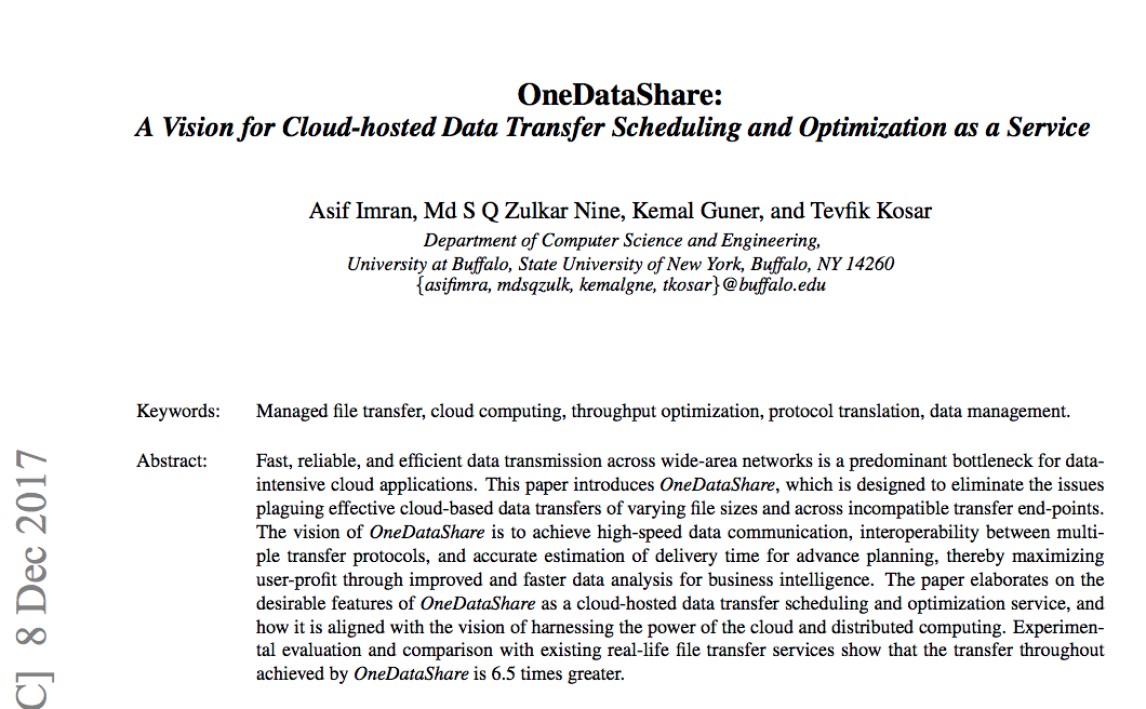 OneDataShare:
A Vision for Cloud-hosted Data Transfer Scheduling and Optimization as a Service
Asif Imran, Md S Q Zulkar Nine, Kemal Guner, and Tevfik Kosar
Department of Computer Science and Engineering,
University at Buffalo, State University of New York, Buffalo, NY 14260
{asifimra, mdsqzulk, kemalgne, tkosar}@buffalo.edu
Keywords: Managed file transfer, cloud computing, throughput optimization, protocol translation, data management.
Abstract: Fast, reliable, and efficient data transmission across wide-area networks is a predominant bottleneck for data-
intensive cloud applications. This paper introduces OneDataShare, which is designed to eliminate the issues
plaguing effective cloud-based data transfers of varying file sizes and across incompatible transfer end-points.
The vision of OneDataShare is to achieve high-speed data communication, interoperability between multi-
ple transfer protocols, and accurate estimation of delivery time for advance planning, thereby maximizing
user-profit through improved and faster data analysis for business intelligence. The paper elaborates on the
desirable features of OneDataShare as a cloud-hosted data transfer scheduling and optimization service, and
how it is aligned with the vision of harnessing the power of the cloud and distributed computing. Experimen-
tal evaluation and comparison with existing real-life file transfer services show that the transfer throughout
achieved by OneDataShare is 6.5 times greater.
C] 8 Dec 2017